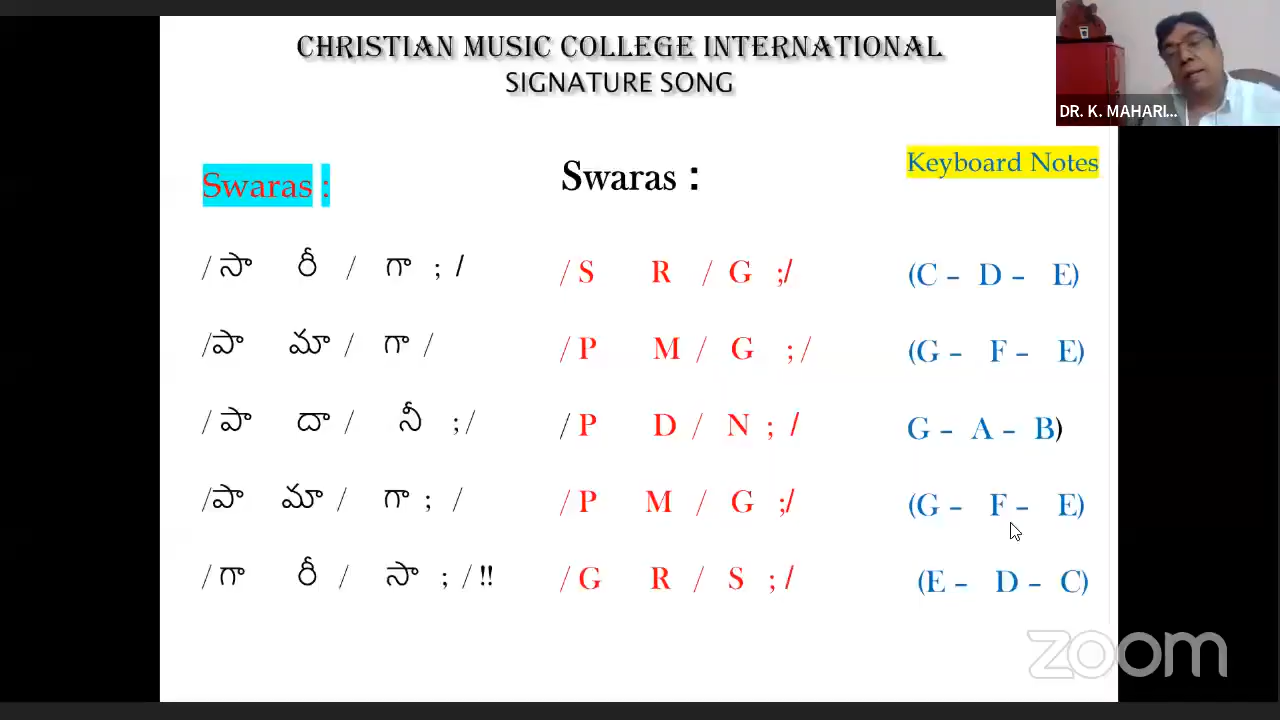 CHRISTIAN MUSIC COLLEGE INTERNATIONAL
SIGNATURE SONG
DR. K. MAHARI...
Swaras : Swaras : Keyboard Notes
/ సా రీ / గా ; / / S R / G ;/ (C – D – E)
/పా మా / గా / / P M / G ; / (G – F – E)
/ పా దా / నీ ; / / P D / N ; / G – A – B)
/పా మా / గా ; / / P M / G ;/ (G – F – E)
/ గా రీ / సా ; / !! / G R / S ; / (E – D – C)
zoom